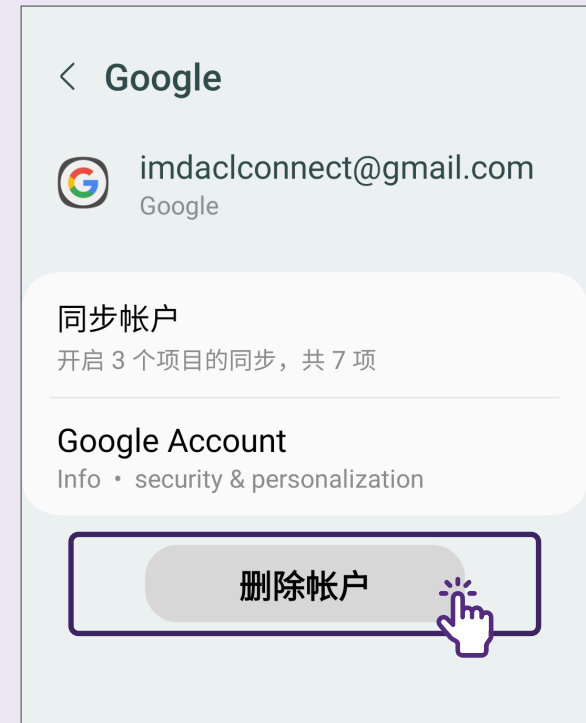 Google
imdaclconnect@gmail.com
Google
同步帐户
开启 3 个项目的同步，共 7 项
Google Account
Info • security & personalization
删除帐户